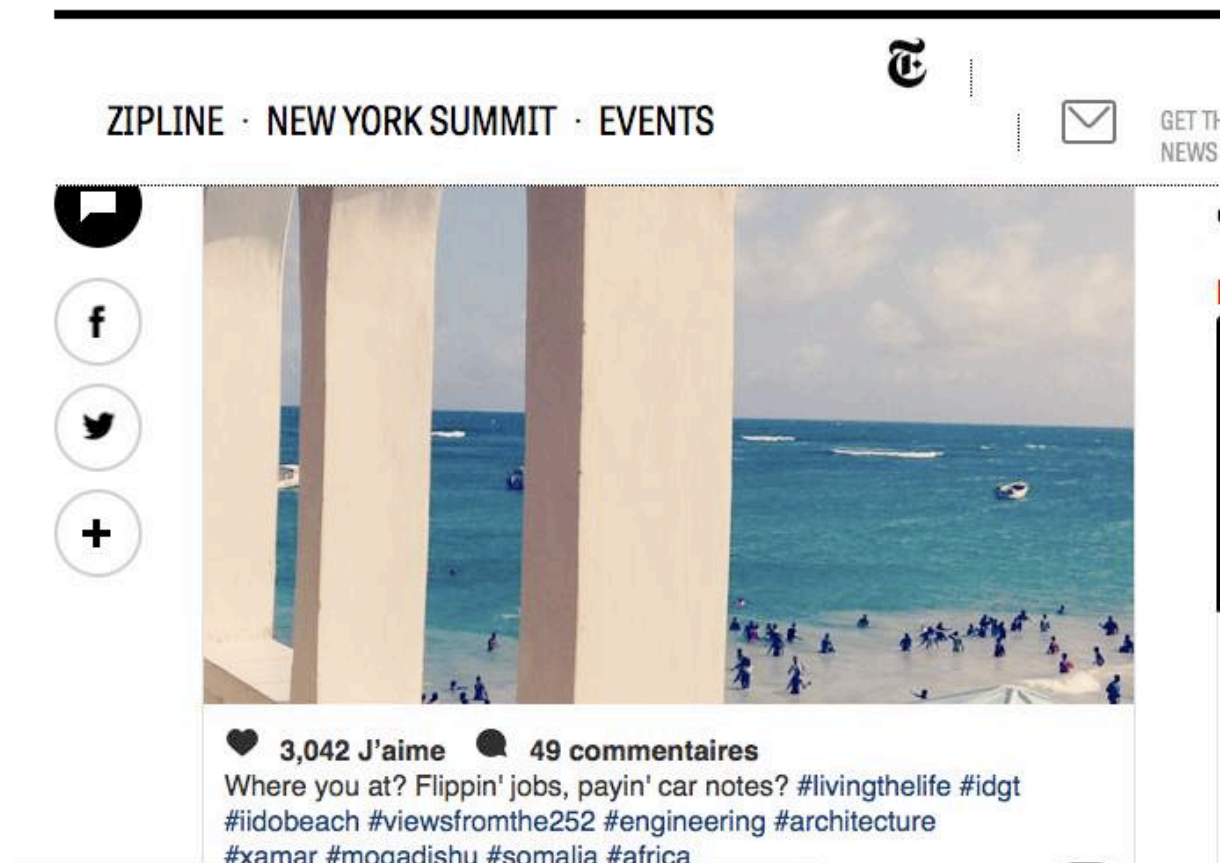 ZIPLINE · NEW YORK SUMMIT · EVENTS
GET TH
NEWS
3,042 J'aime 49 commentaires
Where you at? Flippin' jobs, payin' car notes? #livingthelife #idgt
#iidobeach #viewsfromthe252 #engineering #architecture
#xamar #mogadishu #somalia #africa